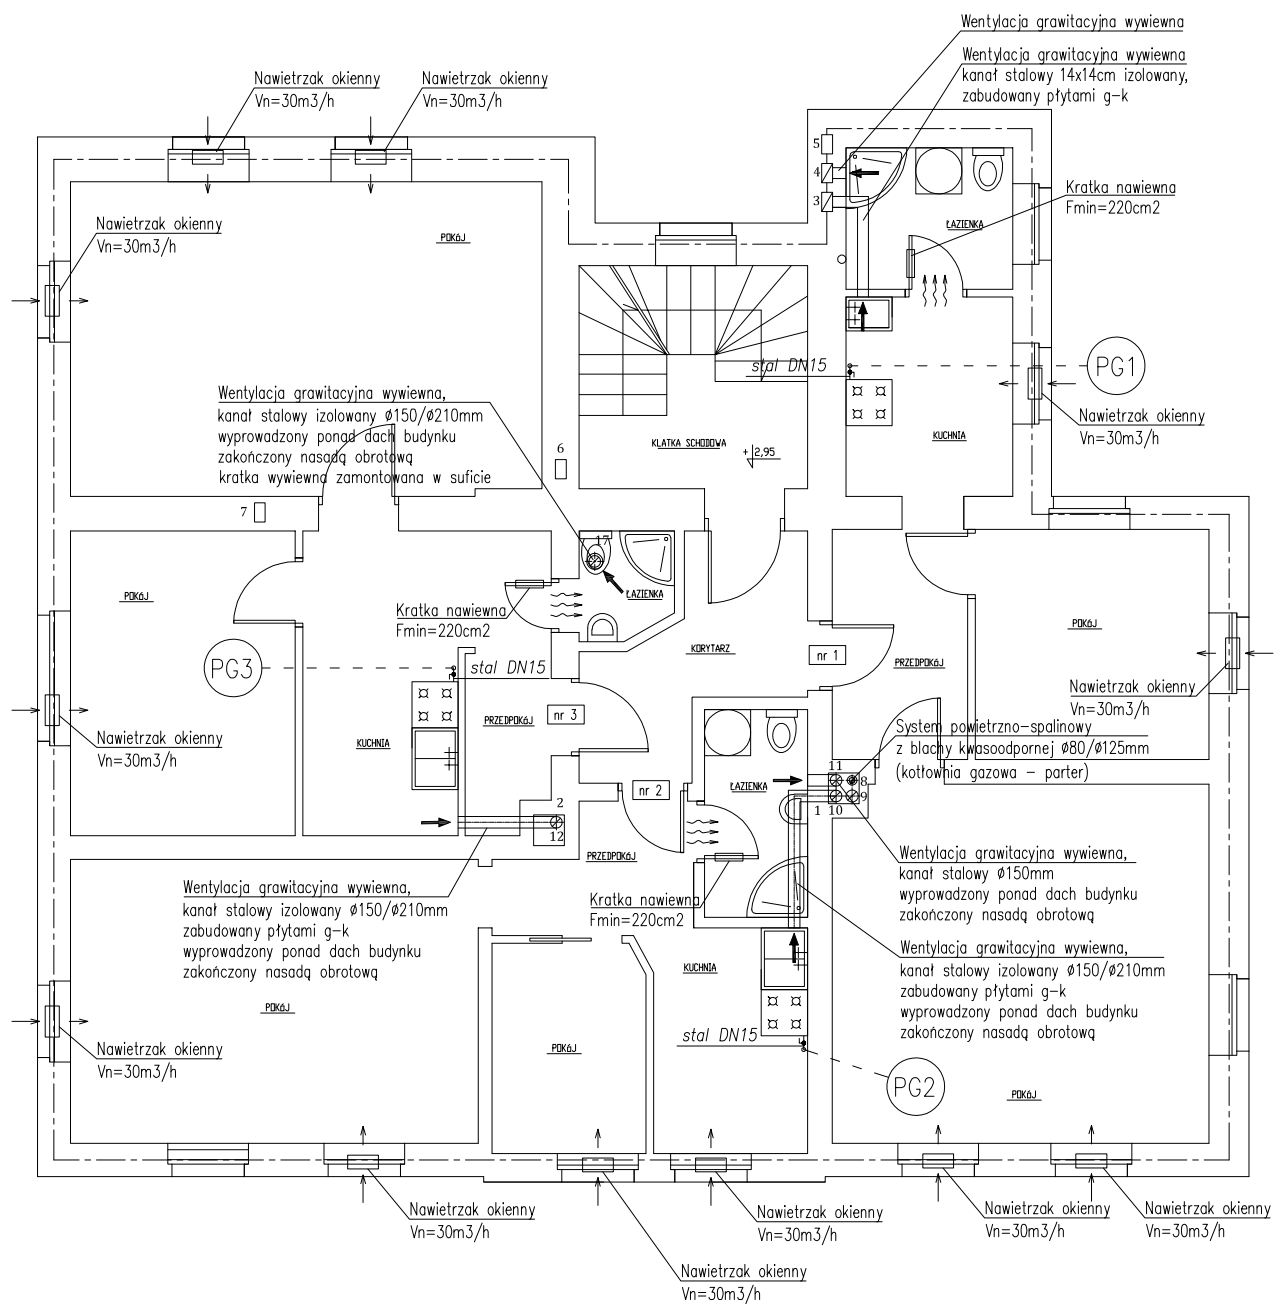 Wentylacja grawitacyjna wywiewna
Wentylacja grawitacyjna wywiewna
kanał stalowy 14x14cm izolowany,
zabudowany płytami g-k
Nawietrzak okienny
Vn=30m3/h
Nawietrzak okienny
Vn=30m3/h
5
4
3
Kratka nawiewna
Fmin=220cm2
ŁAZIENKA
Nawietrzak okienny
Vn=30m3/h
POKÓJ
stal DN15
PG1
Nawietrzak okienny
Vn=30m3/h
KUCHNIA
Wentylacja grawitacyjna wywiewna,
kanał stalowy izolowany ø150/ø210mm
wyprowadzony ponad dach budynku
zakończony nasadą obrotową
kratka wywiewna zamontowana w suficie
KLATKA SCHODOWA
+2,95
6
7
17
ŁAZIENKA
POKÓJ
Kratka nawiewna
Fmin=220cm2
KORYTARZ
nr 1
PRZEDPOKÓJ
POKÓJ
PG3
stal DN15
Nawietrzak okienny
Vn=30m3/h
nr 3
PRZEDPOKÓJ
KUCHNIA
Nawietrzak okienny
Vn=30m3/h
System powietrzno-spalinowy
z blachy kwasoodpornej ø80/ø125mm
(kotłownia gazowa - parter)
11
8
9
10
1
nr 2
ŁAZIENKA
2
12
PRZEDPOKÓJ
Wentylacja grawitacyjna wywiewna,
kanał stalowy ø150mm
wyprowadzony ponad dach budynku
zakończony nasadą obrotową
Wentylacja grawitacyjna wywiewna,
kanał stalowy izolowany ø150/ø210mm
zabudowany płytami g-k
wyprowadzony ponad dach budynku
zakończony nasadą obrotową
Kratka nawiewna
Fmin=220cm2
Wentylacja grawitacyjna wywiewna,
kanał stalowy izolowany ø150/ø210mm
zabudowany płytami g-k
wyprowadzony ponad dach budynku
zakończony nasadą obrotową
KUCHNIA
POKÓJ
stal DN15
POKÓJ
Nawietrzak okienny
Vn=30m3/h
PG2
POKÓJ
Nawietrzak okienny
Vn=30m3/h
Nawietrzak okienny
Vn=30m3/h
Nawietrzak okienny
Vn=30m3/h
Nawietrzak okienny
Vn=30m3/h
Nawietrzak okienny
Vn=30m3/h